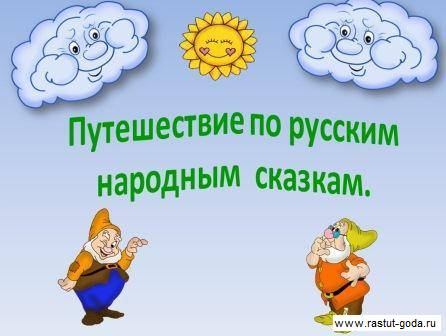 Путешествие по русским
народным сказкам.
www.rastut-goda.ru